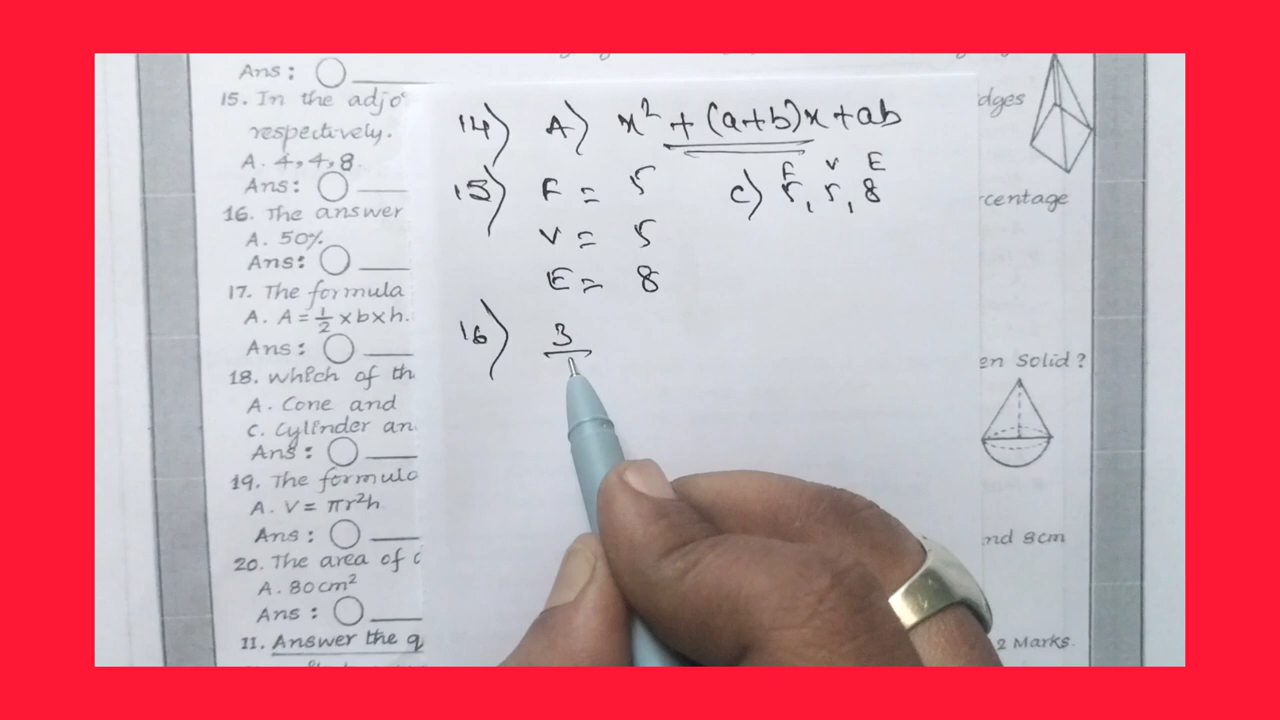 Ans:
15. In the adjo
dges
respectively.
A. 4, 4, 8.
Ans:
16. The answer
rcentage
A. 50%
Ans:
17. The formula
A. A = 1/2 × b × h.
Ans:
18. Which of th
en Solid?
A. Cone and
C. Cylinder an
Ans:
19. The formula
A. V = πr²h
Ans:
nd 8cm
20. The area of
A. 80cm²
Ans:
11. Answer the q
2 Marks.
14) A) x² + (a+b)x + ab
15) F = 5
V = 5
E = 8
F V E
C) 5, 5, 8
16) 3